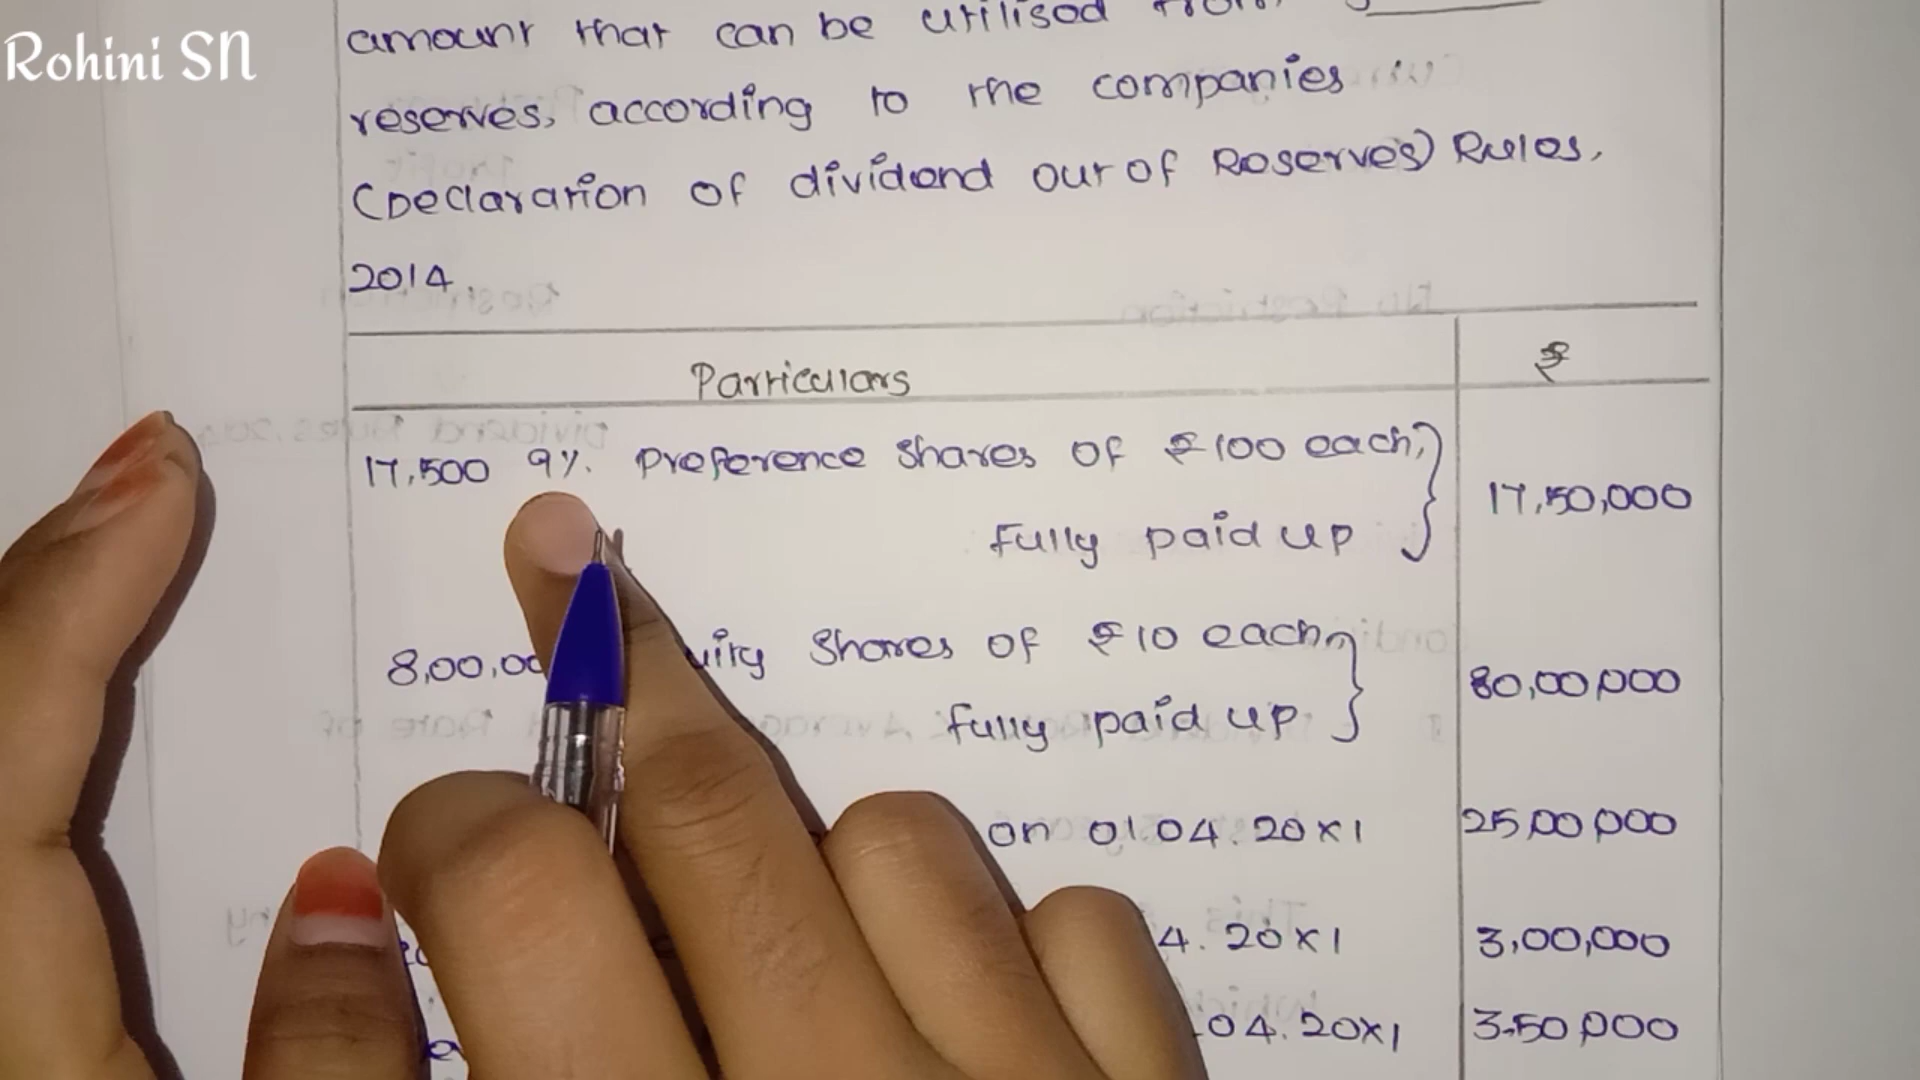 Rohini SN
amount that can be utilised from
reserves, according to the companies
(Declaration of dividend out of Reserves) Rules,
2014.
Particulars ₹
17,500 9% Preference Shares of ₹100 each,
fully paid up 17,50,000
8,00,00 uity Shares of ₹10 each,
fully paid up 80,00,000
on 01.04.20x1 25,00,000
4.20x1 3,00,000
.04.20x1 3,50,000